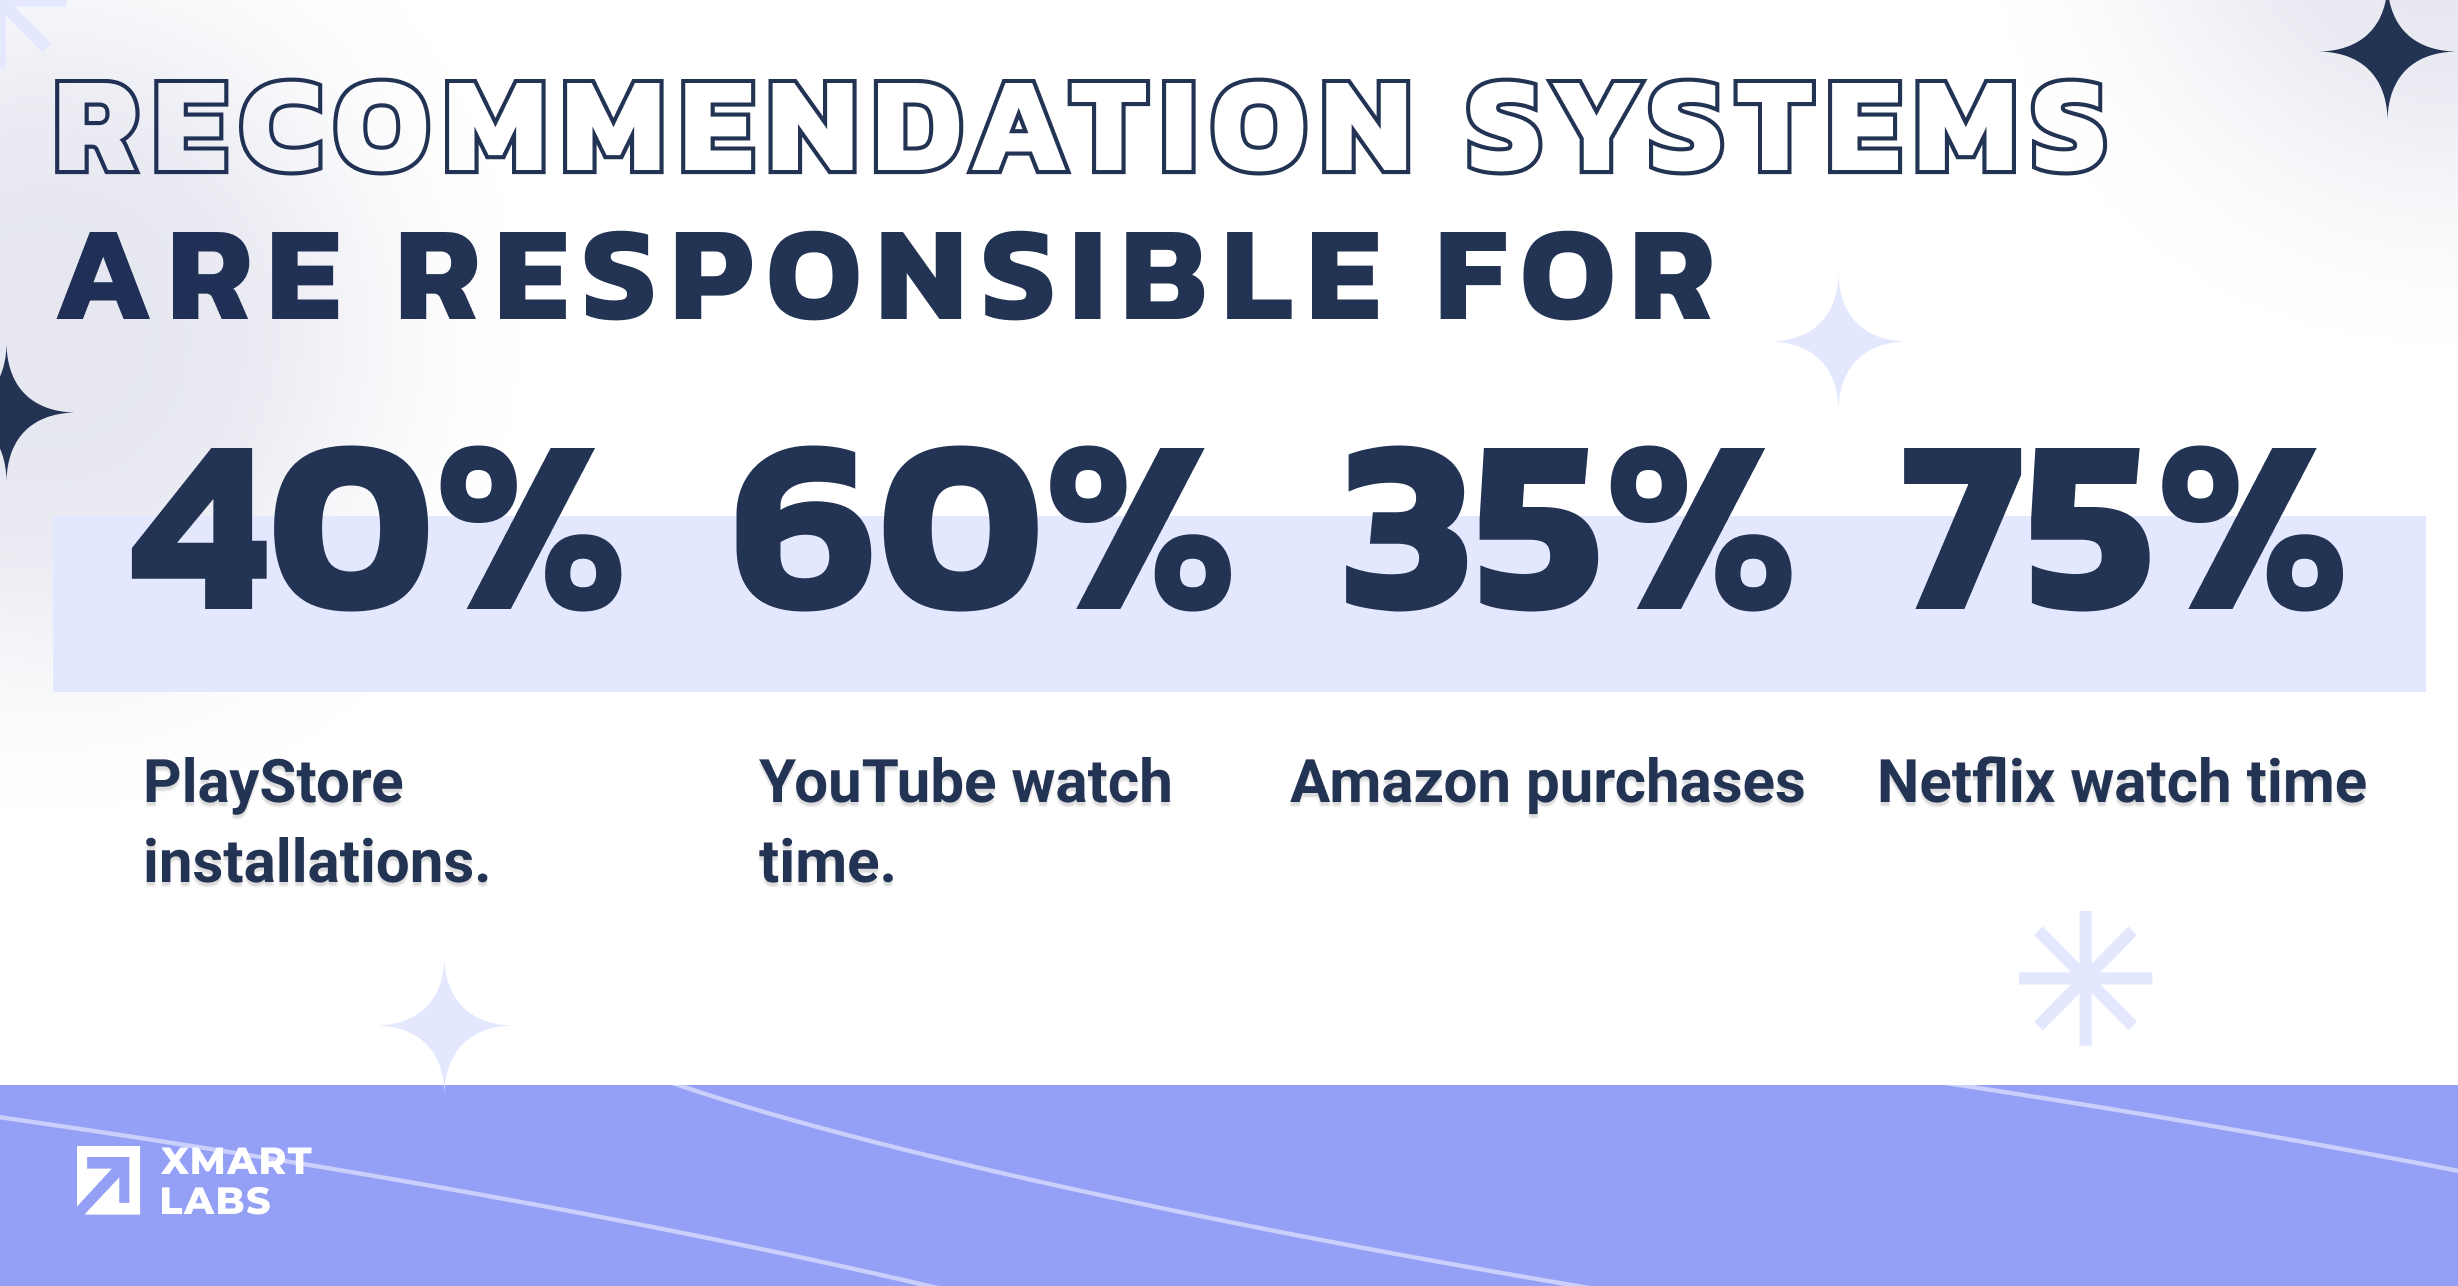 RECOMMENDATION SYSTEMS
ARE RESPONSIBLE FOR
40% 60% 35% 75%
PlayStore
installations.
YouTube watch
time.
Amazon purchases
Netflix watch time
XMART
LABS